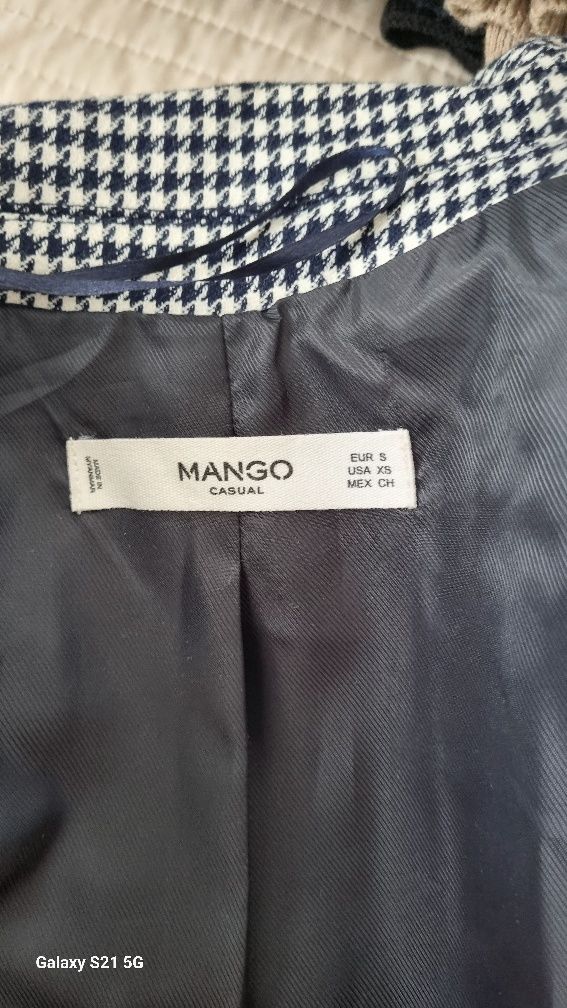 MADE IN
MYANMAR
MANGO
CASUAL
EUR S
USA XS
MEX CH
Galaxy S21 5G